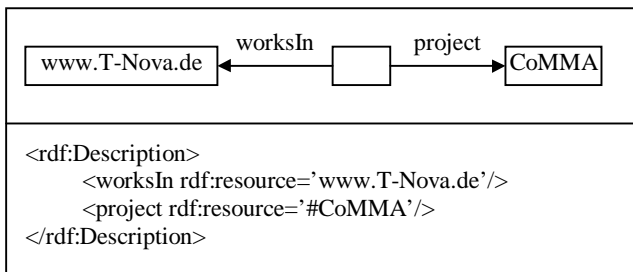 worksIn project
www.T-Nova.de CoMMA
<rdf:Description>
<worksIn rdf:resource=’www.T-Nova.de’/>
<project rdf:resource=’#CoMMA’/>
</rdf:Description>